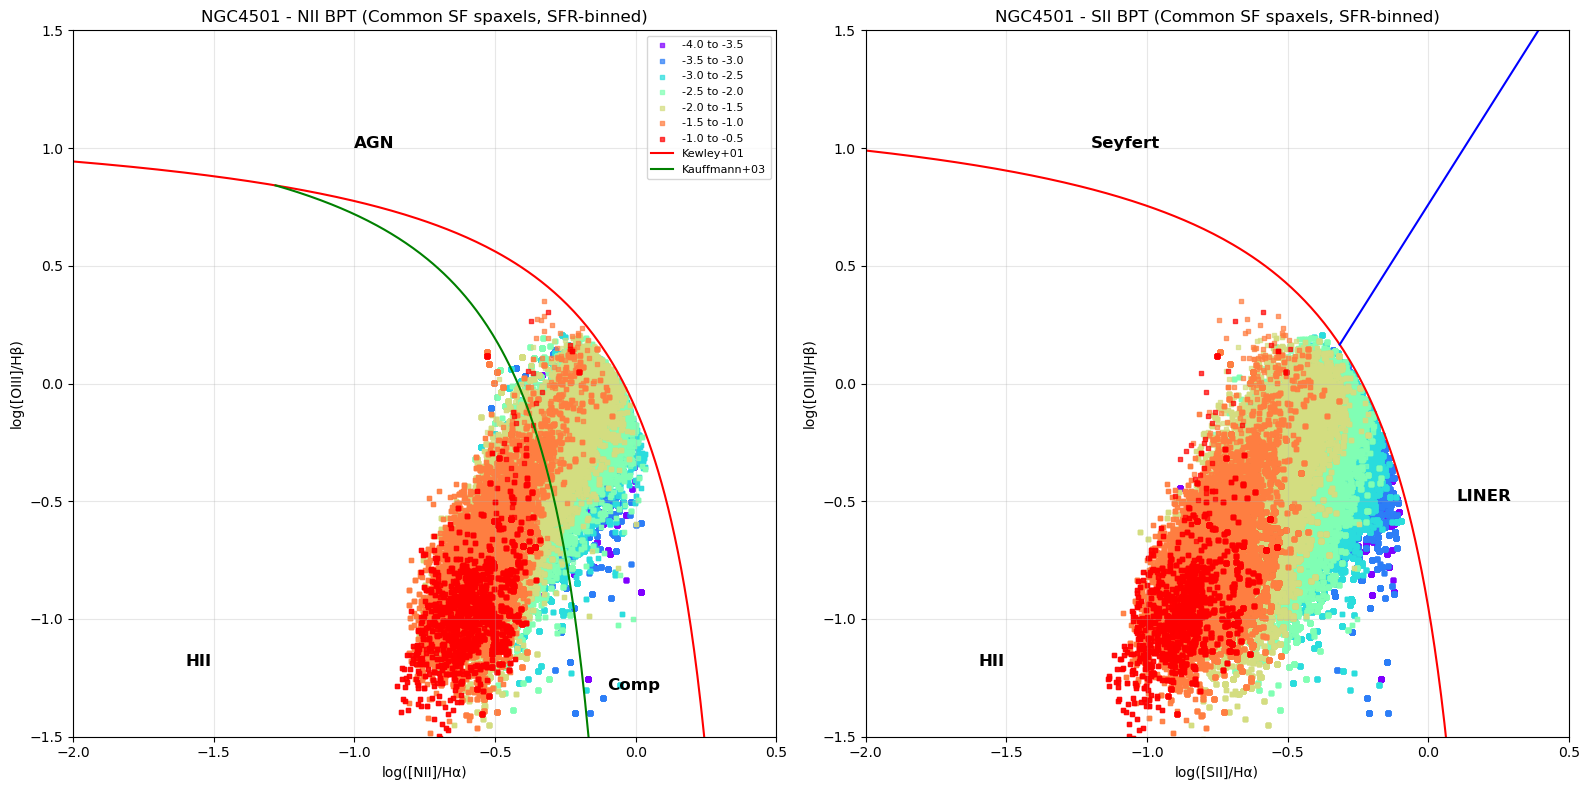 NGC4501 - NII BPT (Common SF spaxels, SFR-binned)
1.5
1.0
0.5
0.0
−0.5
−1.0
−1.5
log([OIII]/Hβ)
-4.0 to -3.5
-3.5 to -3.0
-3.0 to -2.5
-2.5 to -2.0
-2.0 to -1.5
-1.5 to -1.0
-1.0 to -0.5
Kewley+01
Kauffmann+03
AGN
HII
Comp
−2.0 −1.5 −1.0 −0.5 0.0 0.5
log([NII]/Hα)
NGC4501 - SII BPT (Common SF spaxels, SFR-binned)
1.5
1.0
0.5
0.0
−0.5
−1.0
−1.5
log([OIII]/Hβ)
Seyfert
LINER
HII
−2.0 −1.5 −1.0 −0.5 0.0 0.5
log([SII]/Hα)